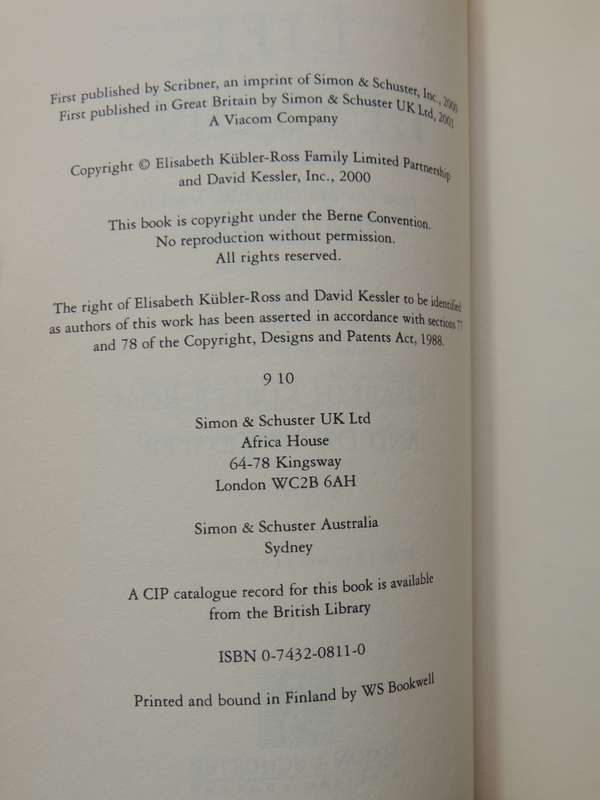 First published by Scribner, an imprint of Simon & Schuster, Inc., 2000
First published in Great Britain by Simon & Schuster UK Ltd, 2001
A Viacom Company
Copyright © Elisabeth Kübler-Ross Family Limited Partnership
and David Kessler, Inc., 2000
This book is copyright under the Berne Convention.
No reproduction without permission.
All rights reserved.
The right of Elisabeth Kübler-Ross and David Kessler to be identified
as authors of this work has been asserted in accordance with sections 77
and 78 of the Copyright, Designs and Patents Act, 1988.
9 10
Simon & Schuster UK Ltd
Africa House
64-78 Kingsway
London WC2B 6AH
Simon & Schuster Australia
Sydney
A CIP catalogue record for this book is available
from the British Library
ISBN 0-7432-0811-0
Printed and bound in Finland by WS Bookwell